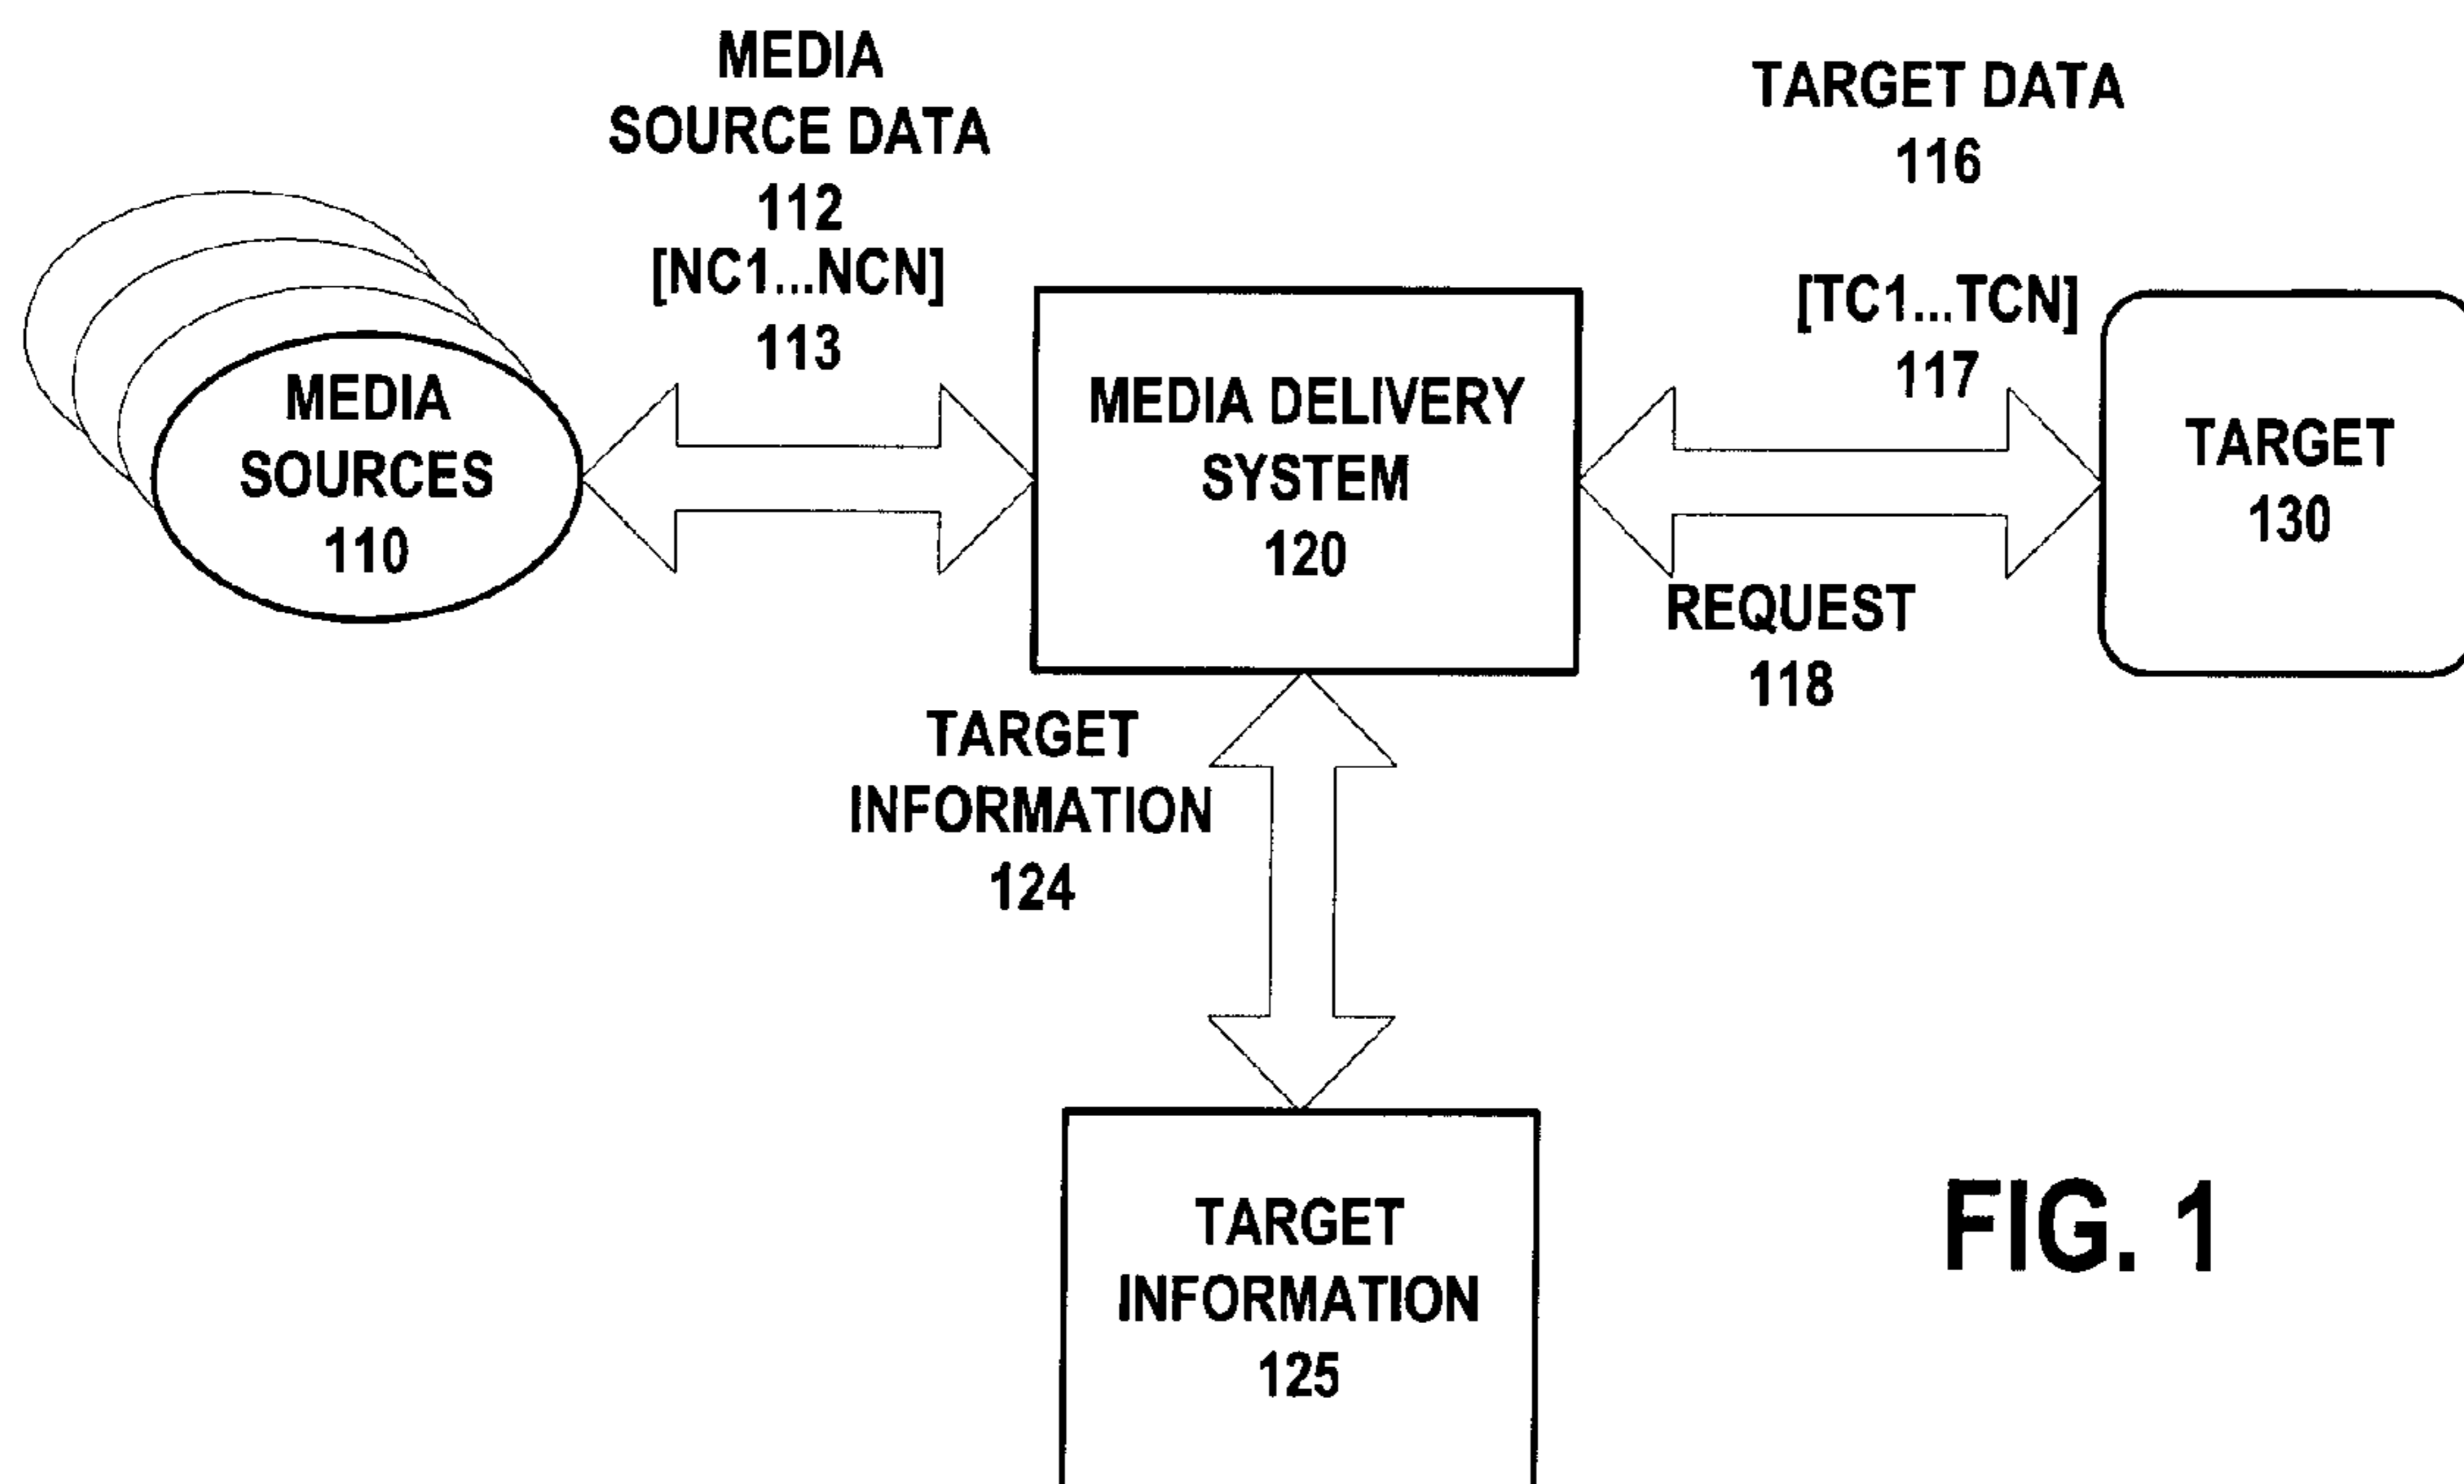 MEDIA
SOURCE DATA
112
[NC1...NCN]
113
TARGET DATA
116
[TC1...TCN]
117
MEDIA
SOURCES
110
MEDIA DELIVERY
SYSTEM
120
TARGET
130
REQUEST
118
TARGET
INFORMATION
124
TARGET
INFORMATION
125
FIG. 1